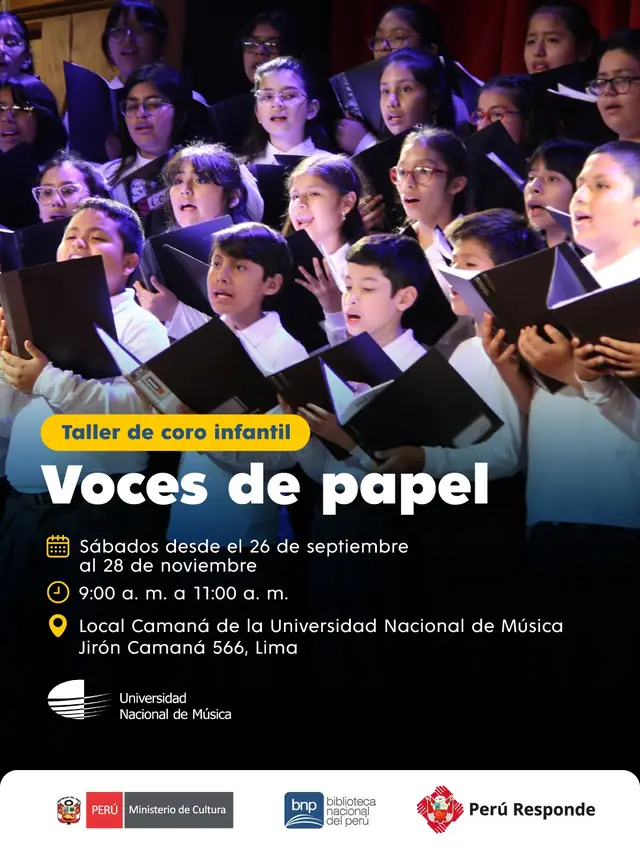 Taller de coro infantil
Voces de papel
Sábados desde el 26 de septiembre
al 28 de noviembre
9:00 a. m. a 11:00 a. m.
Local Camaná de la Universidad Nacional de Música
Jirón Camaná 566, Lima
Universidad
Nacional de Música
PERÚ Ministerio de Cultura
bnp biblioteca
nacional
del perú
Perú Responde